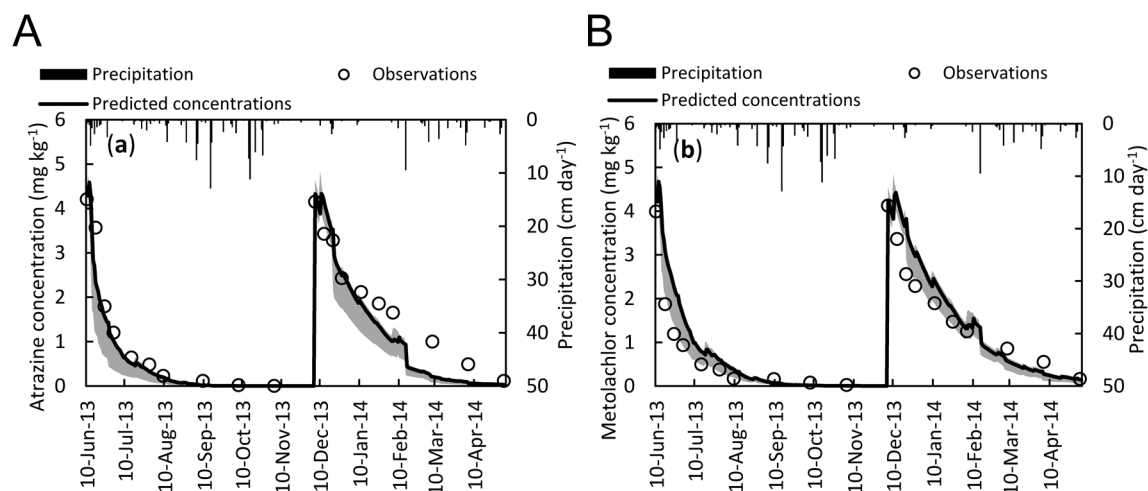 A
Precipitation
Observations
Predicted concentrations
(a)
Atrazine concentration (mg kg-1)
6
5
4
3
2
1
0
Precipitation (cm day-1)
0
10
20
30
40
50
10-Jun-13
10-Jul-13
10-Aug-13
10-Sep-13
10-Oct-13
10-Nov-13
10-Dec-13
10-Jan-14
10-Feb-14
10-Mar-14
10-Apr-14
B
Precipitation
Observations
Predicted concentrations
(b)
Metolachlor concentration (mg kg-1)
6
5
4
3
2
1
0
Precipitation (cm day-1)
0
10
20
30
40
50
10-Jun-13
10-Jul-13
10-Aug-13
10-Sep-13
10-Oct-13
10-Nov-13
10-Dec-13
10-Jan-14
10-Feb-14
10-Mar-14
10-Apr-14